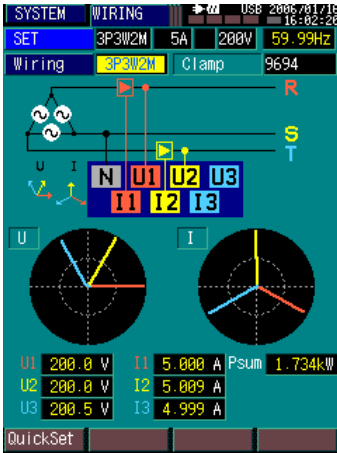 SYSTEM WIRING USB 2006/01/16
16:02:20
SET 3P3W2M 5A 200V 59.99Hz
Wiring 3P3W2M Clamp 9694
R
S
T
U I
N U1 U2 U3
I1 I2 I3
U I
U1 200.0 V I1 5.000 A Psum 1.734kW
U2 200.0 V I2 5.009 A
U3 200.5 V I3 4.999 A
QuickSet